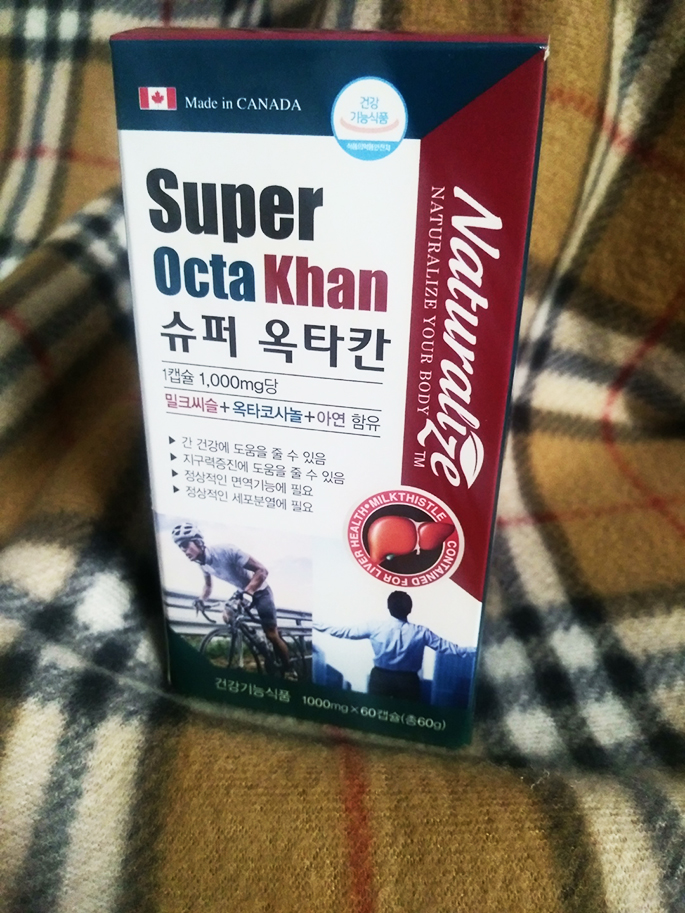 Made in CANADA
건강
기능식품
Super
Octa Khan
슈퍼 옥타칸
1캡슐 1,000mg당
밀크씨슬+옥타코사놀+아연 함유
▶ 간 건강에 도움을 줄 수 있음
▶ 지구력증진에 도움을 줄 수 있음
▶ 정상적인 면역기능에 필요
▶ 정상적인 세포분열에 필요
Naturalize TM
NATURALIZE YOUR BODY
MILKTHISTLE CONTAINED FOR LIVER HEALTH
건강기능식품 1000mg×60캡슐(총60g)